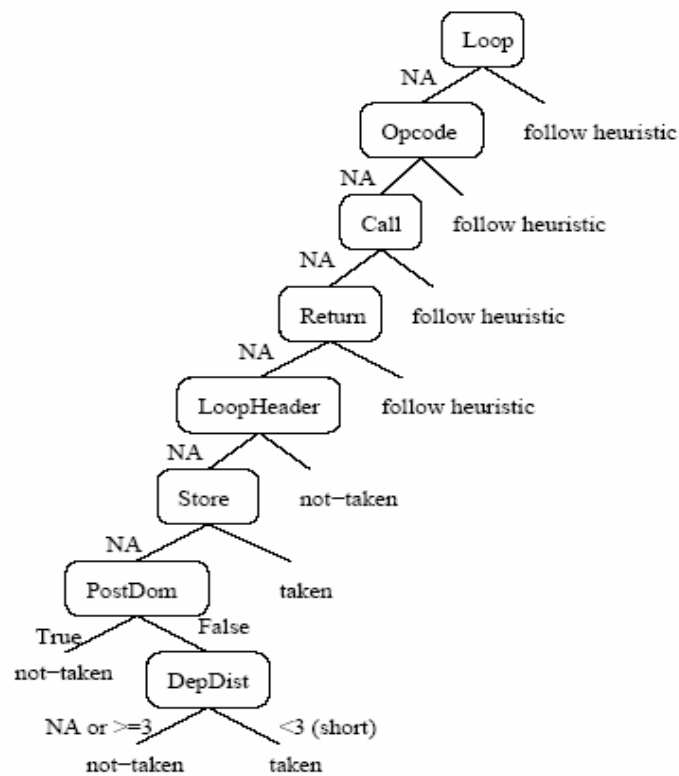 Loop
NA
Opcode
follow heuristic
NA
Call
follow heuristic
NA
Return
follow heuristic
NA
LoopHeader
follow heuristic
NA
Store
not-taken
NA
PostDom
taken
True
False
not-taken
DepDist
NA or >=3
<3 (short)
not-taken
taken